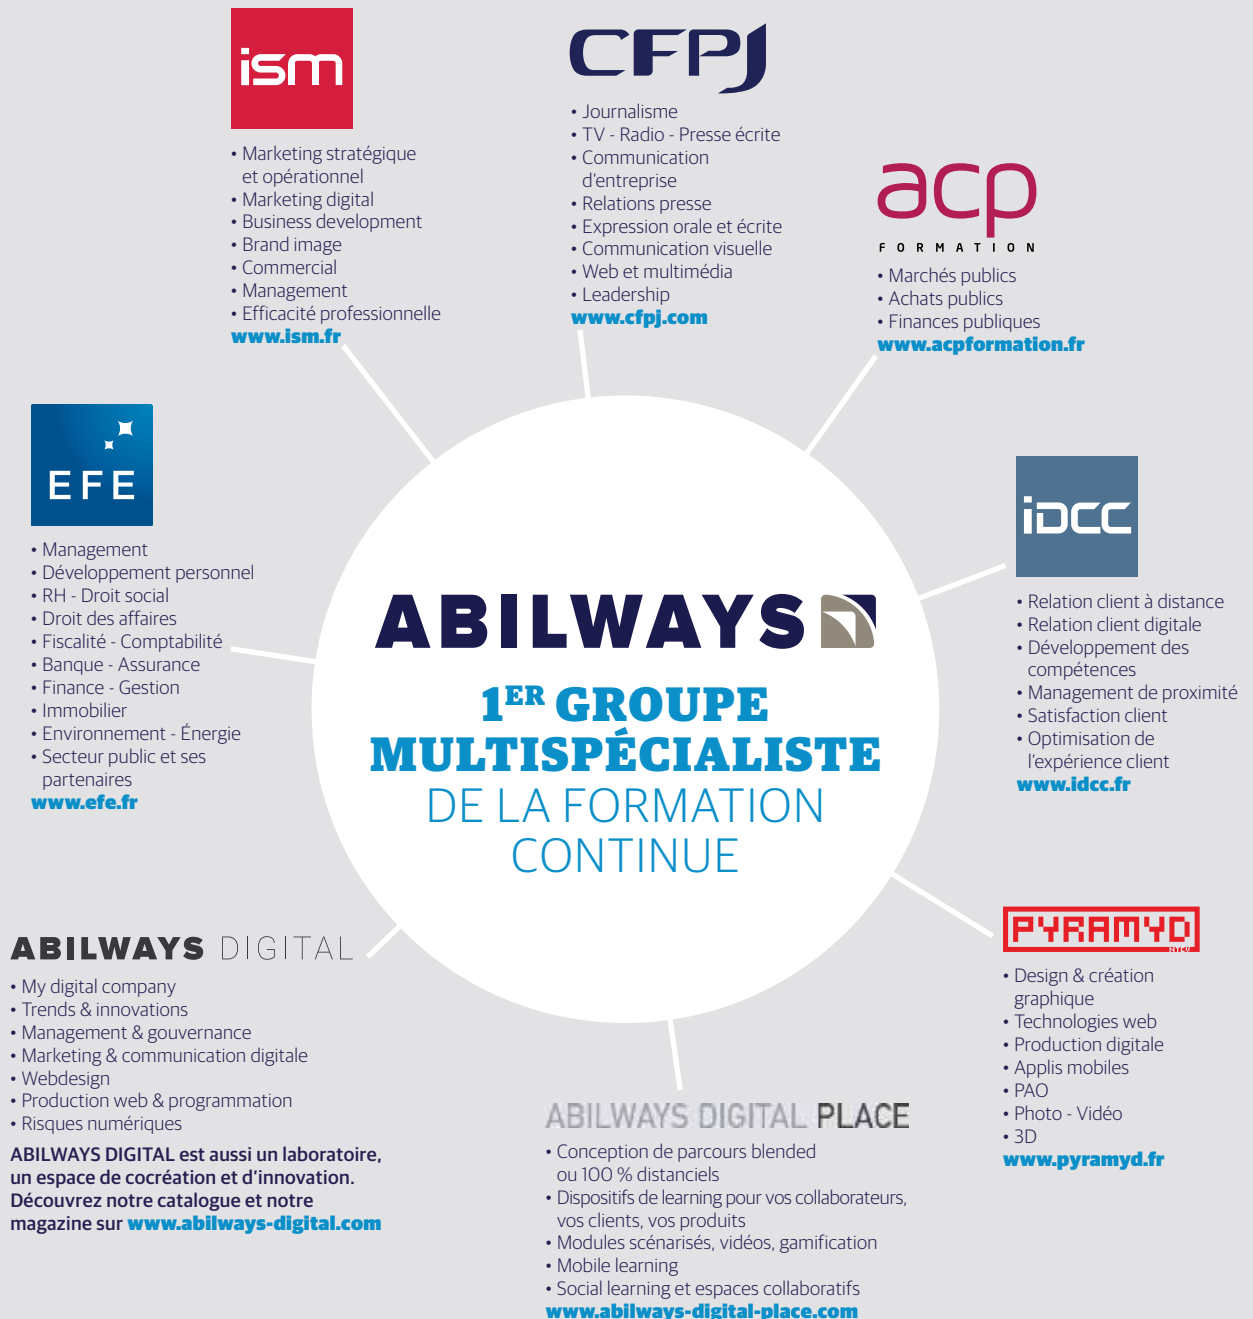 ism
• Marketing stratégique
et opérationnel
• Marketing digital
• Business development
• Brand image
• Commercial
• Management
• Efficacité professionnelle
www.ism.fr
CFPJ
• Journalisme
• TV - Radio - Presse écrite
• Communication
d'entreprise
• Relations presse
• Expression orale et écrite
• Communication visuelle
• Web et multimédia
• Leadership
www.cfpj.com
acp
FORMATION
• Marchés publics
• Achats publics
• Finances publiques
www.acpformation.fr
EFE
• Management
• Développement personnel
• RH - Droit social
• Droit des affaires
• Fiscalité - Comptabilité
• Banque - Assurance
• Finance - Gestion
• Immobilier
• Environnement - Énergie
• Secteur public et ses
partenaires
www.efe.fr
ABILWAYS
1ER GROUPE
MULTISPÉCIALISTE
DE LA FORMATION
CONTINUE
iDCC
• Relation client à distance
• Relation client digitale
• Développement des
compétences
• Management de proximité
• Satisfaction client
• Optimisation de
l'expérience client
www.idcc.fr
ABILWAYS DIGITAL
• My digital company
• Trends & innovations
• Management & gouvernance
• Marketing & communication digitale
• Webdesign
• Production web & programmation
• Risques numériques
ABILWAYS DIGITAL est aussi un laboratoire,
un espace de cocréation et d'innovation.
Découvrez notre catalogue et notre
magazine sur www.abilways-digital.com
ABILWAYS DIGITAL PLACE
• Conception de parcours blended
ou 100 % distanciels
• Dispositifs de learning pour vos collaborateurs,
vos clients, vos produits
• Modules scénarisés, vidéos, gamification
• Mobile learning
• Social learning et espaces collaboratifs
www.abilways-digital-place.com
PYRAMYD
NTCV
• Design & création
graphique
• Technologies web
• Production digitale
• Applis mobiles
• PAO
• Photo - Vidéo
• 3D
www.pyramyd.fr